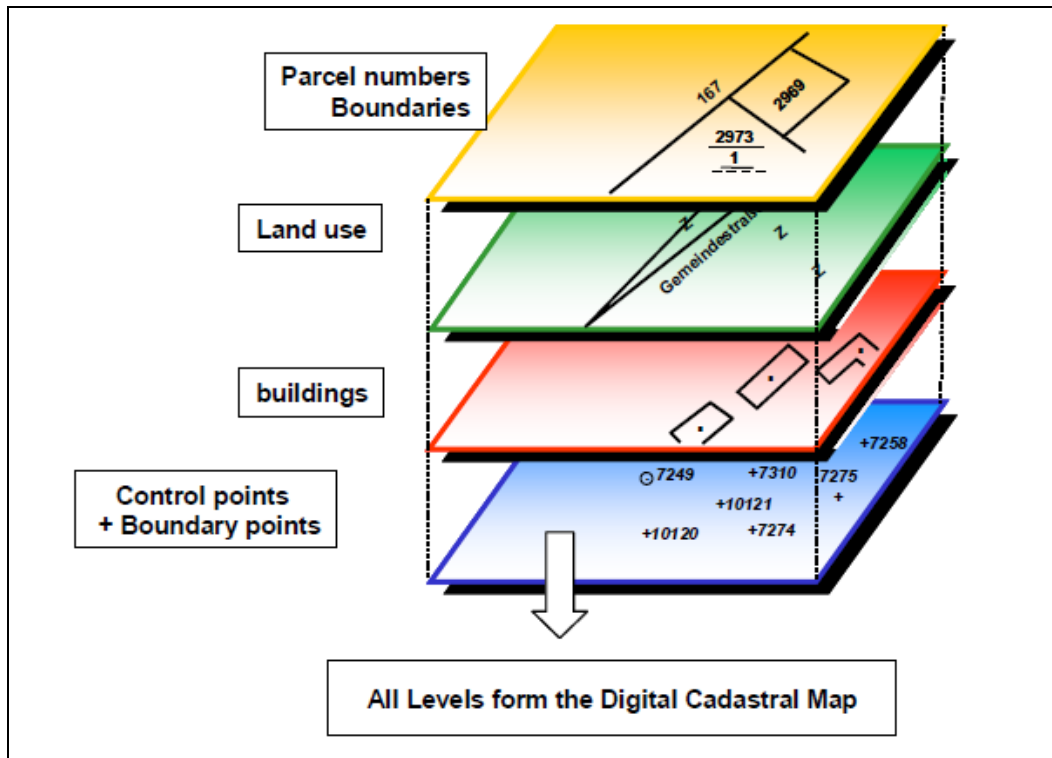 Parcel numbers
Boundaries
167
2969
2973
1
Land use
Z
Gemeindestraß
Z
Z
buildings
Control points
+ Boundary points
+7258
7249
+7310
7275
+
+10121
+10120
+7274
All Levels form the Digital Cadastral Map